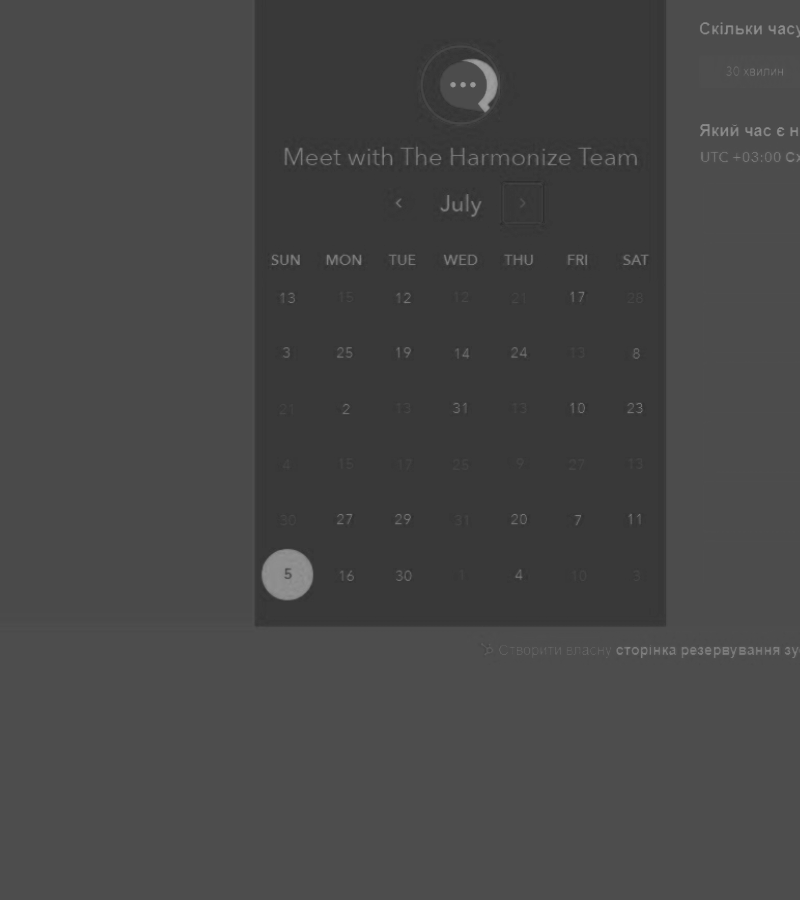 Скільки часу
30 хвилин
Meet with The Harmonize Team
Який час є н
UTC +03:00 Сх
July
SUN MON TUE WED THU FRI SAT
13 15 12 12 21 17 28
3 25 19 14 24 13 8
21 2 13 31 13 10 23
4 15 17 25 9 27 13
30 27 29 31 20 7 11
5 16 30 1 4 10 3
Створити власну сторінка резервування зу